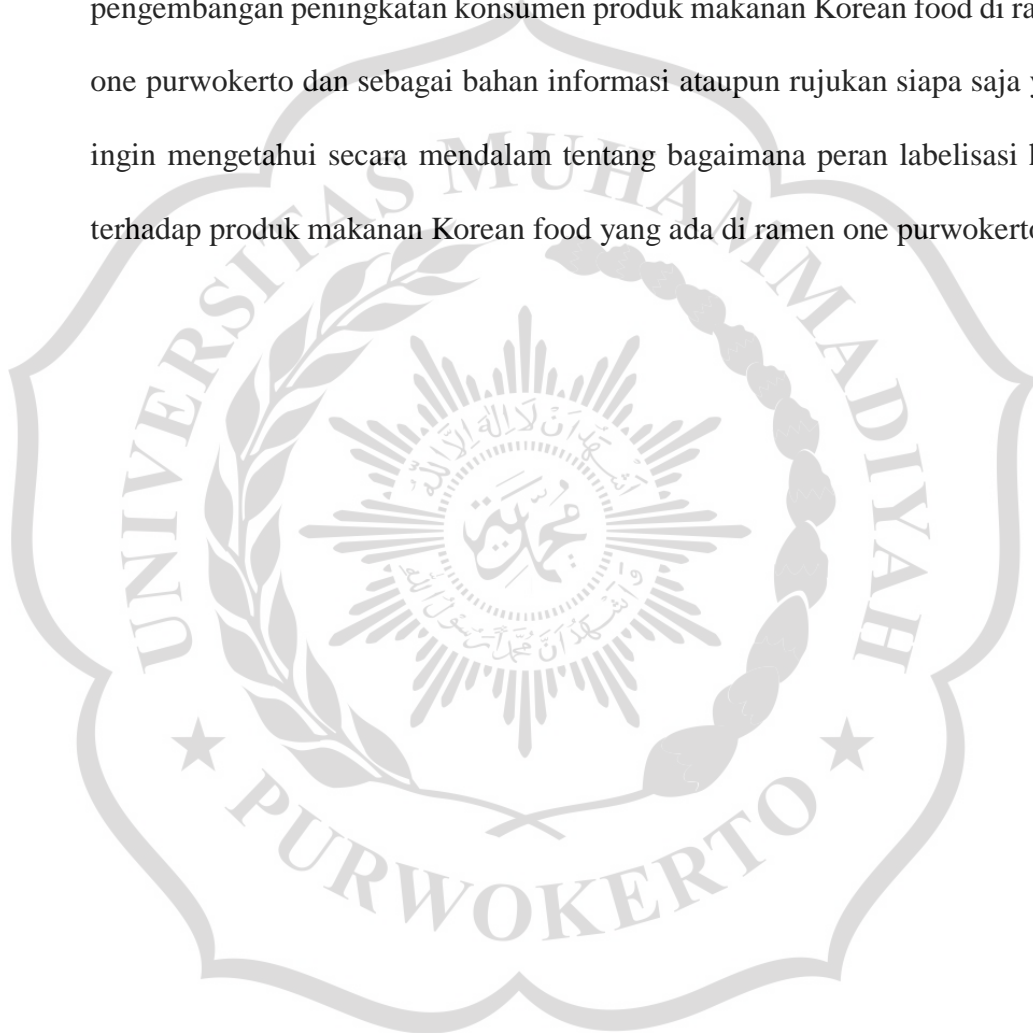 pengembangan peningkatan konsumen produk makanan Korean food di
one purwokerto dan sebagai bahan informasi ataupun rujukan siapa saja
ingin mengetahui secara mendalam tentang bagaimana peran labelisasi
terhadap produk makanan Korean food yang ada di ramen one purwokerto
UNIVERSITAS MUHAMMADIYAH
PURWOKERTO